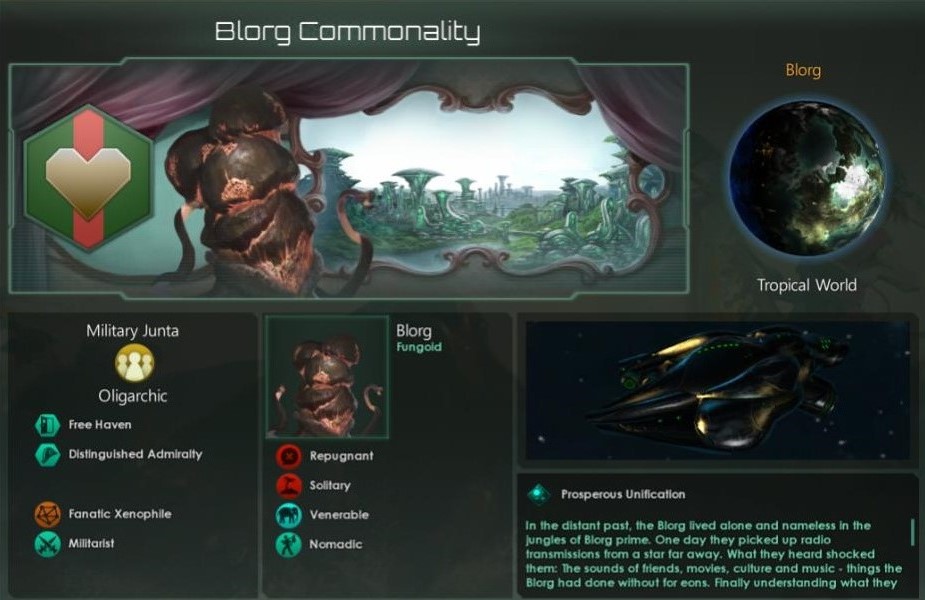 Blorg Commonality
Blorg
Tropical World
Military Junta
Oligarchic
Free Haven
Distinguished Admiralty
Fanatic Xenophile
Militarist
Blorg
Fungoid
Repugnant
Solitary
Venerable
Nomadic
Prosperous Unification
In the distant past, the Blorg lived alone and nameless in the
jungles of Blorg prime. One day they picked up radio
transmissions from a star far away. What they heard shocked
them: The sounds of friends, movies, culture and music - things the
Blorg had done without for eons. Finally understanding what they